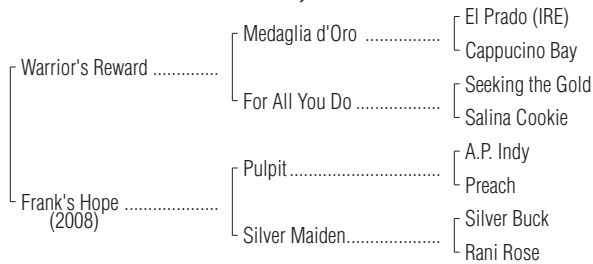 El Prado (IRE)
Medaglia d'Oro ..................
Cappucino Bay
Warrior's Reward ..............
Seeking the Gold
For All You Do ....................
Salina Cookie
A.P. Indy
Pulpit.................................
Preach
Frank's Hope ....................
(2008)
Silver Buck
Silver Maiden.....................
Rani Rose